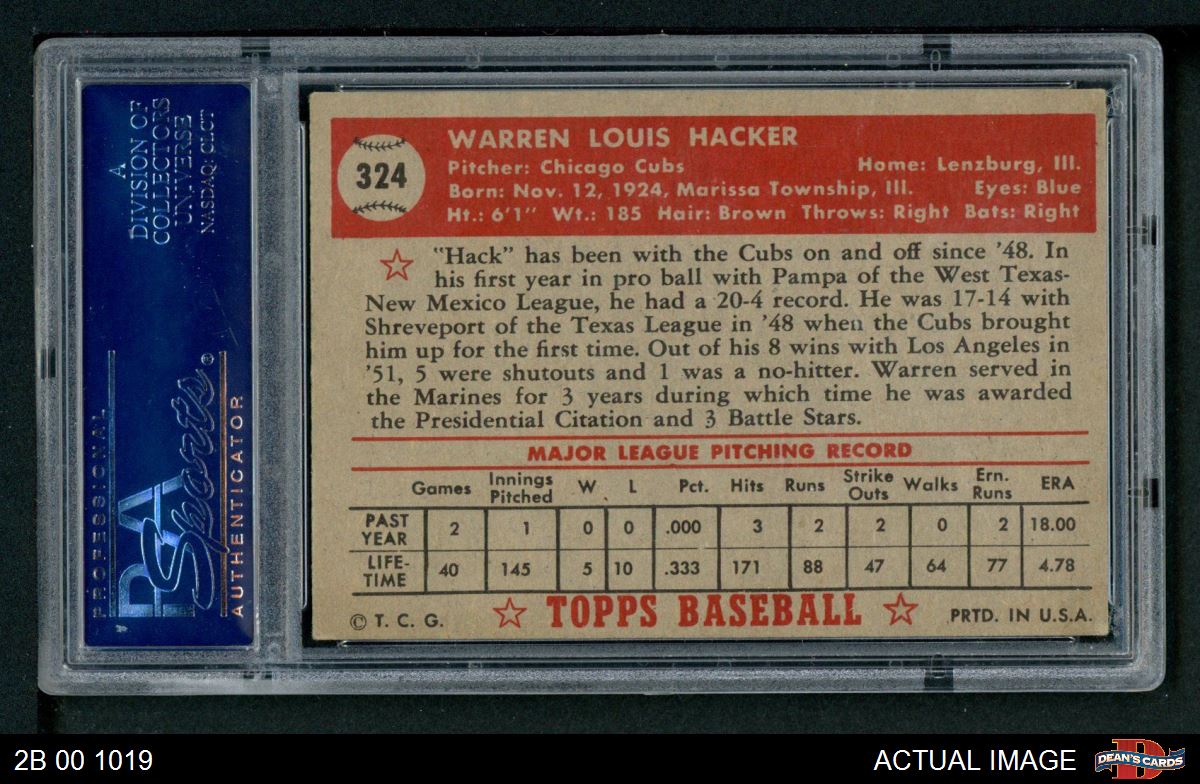 A
DIVISION OF
COLLECTORS
UNIVERSE
NASDAQ: CLCT
PROFESSIONAL
PSA
Sports®
AUTHENTICATOR
324
WARREN LOUIS HACKER
Pitcher: Chicago Cubs Home: Lenzburg, Ill.
Born: Nov. 12, 1924, Marissa Township, Ill. Eyes: Blue
Ht.: 6'1" Wt.: 185 Hair: Brown Throws: Right Bats: Right
"Hack" has been with the Cubs on and off since '48. In
his first year in pro ball with Pampa of the West Texas-
New Mexico League, he had a 20-4 record. He was 17-14 with
Shreveport of the Texas League in '48 when the Cubs brought
him up for the first time. Out of his 8 wins with Los Angeles in
'51, 5 were shutouts and 1 was a no-hitter. Warren served in
the Marines for 3 years during which time he was awarded
the Presidential Citation and 3 Battle Stars.
MAJOR LEAGUE PITCHING RECORD
Games Innings Pitched W L Pct. Hits Runs Strike Outs Walks Ern. Runs ERA
PAST YEAR 2 1 0 0 .000 3 2 2 0 2 18.00
LIFE-TIME 40 145 5 10 .333 171 88 47 64 77 4.78
© T. C. G. TOPPS BASEBALL PRTD. IN U.S.A.
2B 00 1019 ACTUAL IMAGE D DEAN'S CARDS